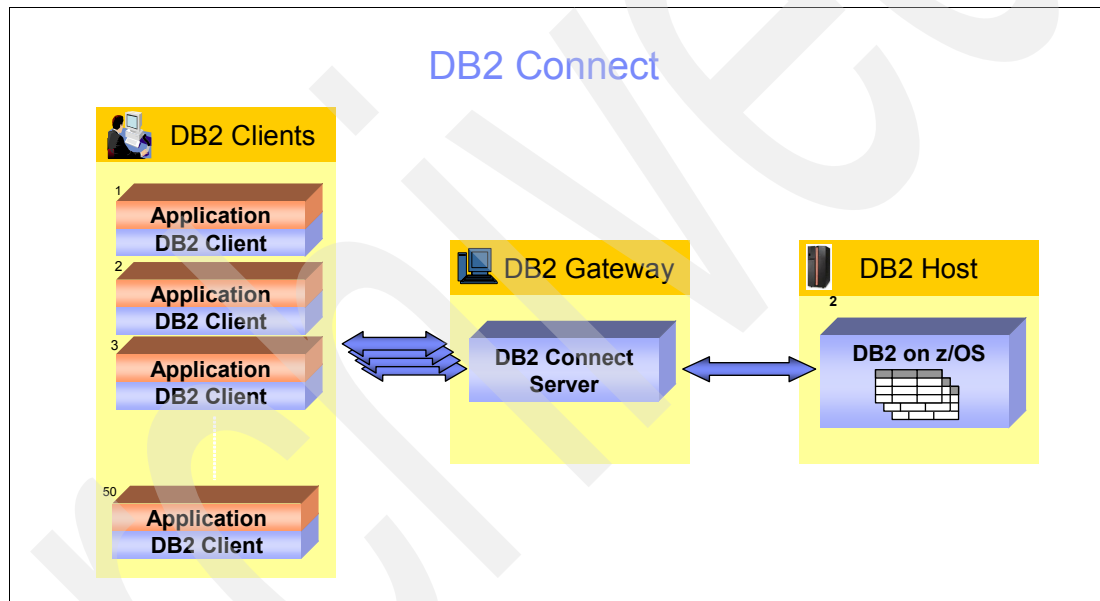 DB2 Connect
DB2 Clients
1
Application
DB2 Client
2
Application
DB2 Client
3
Application
DB2 Client
50
Application
DB2 Client
DB2 Gateway
DB2 Connect
Server
DB2 Host
2
DB2 on z/OS